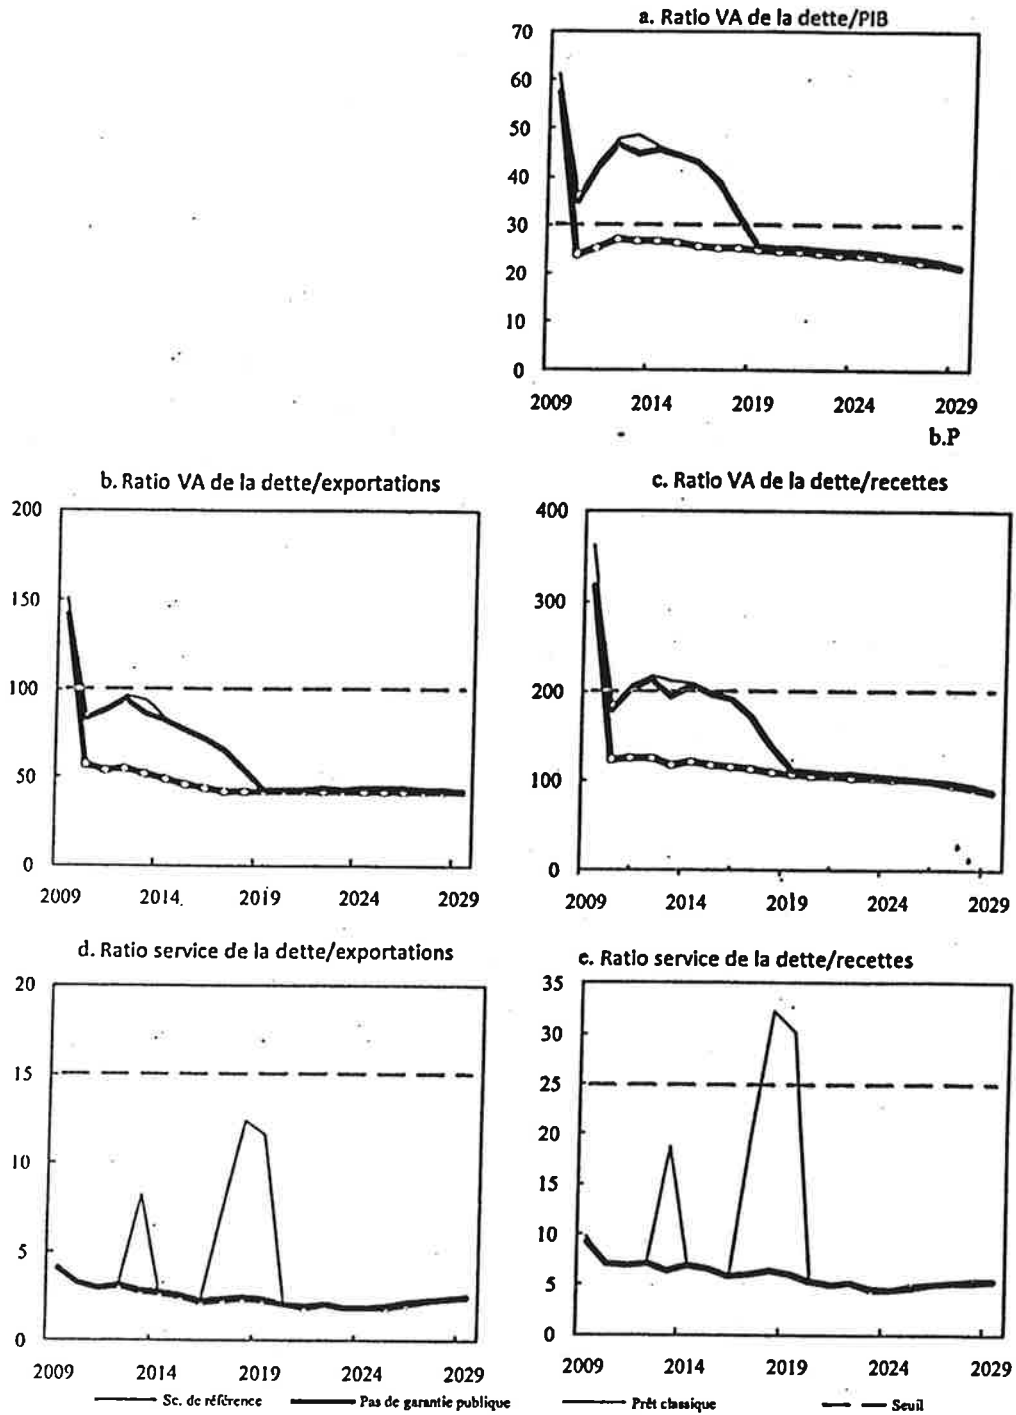 a. Ratio VA de la dette/PIB
70
60
50
40
30
20
10
0
2009 2014 2019 2024 2029
b.P
b. Ratio VA de la dette/exportations
200
150
100
50
0
2009 2014 2019 2024 2029
c. Ratio VA de la dette/recettes
400
300
200
100
0
2009 2014 2019 2024 2029
d. Ratio service de la dette/exportations
20
15
10
5
0
2009 2014 2019 2024 2029
e. Ratio service de la dette/recettes
35
30
25
20
15
10
5
0
2009 2014 2019 2024 2029
Sc. de référence Pas de garantie publique Prêt classique Seuil